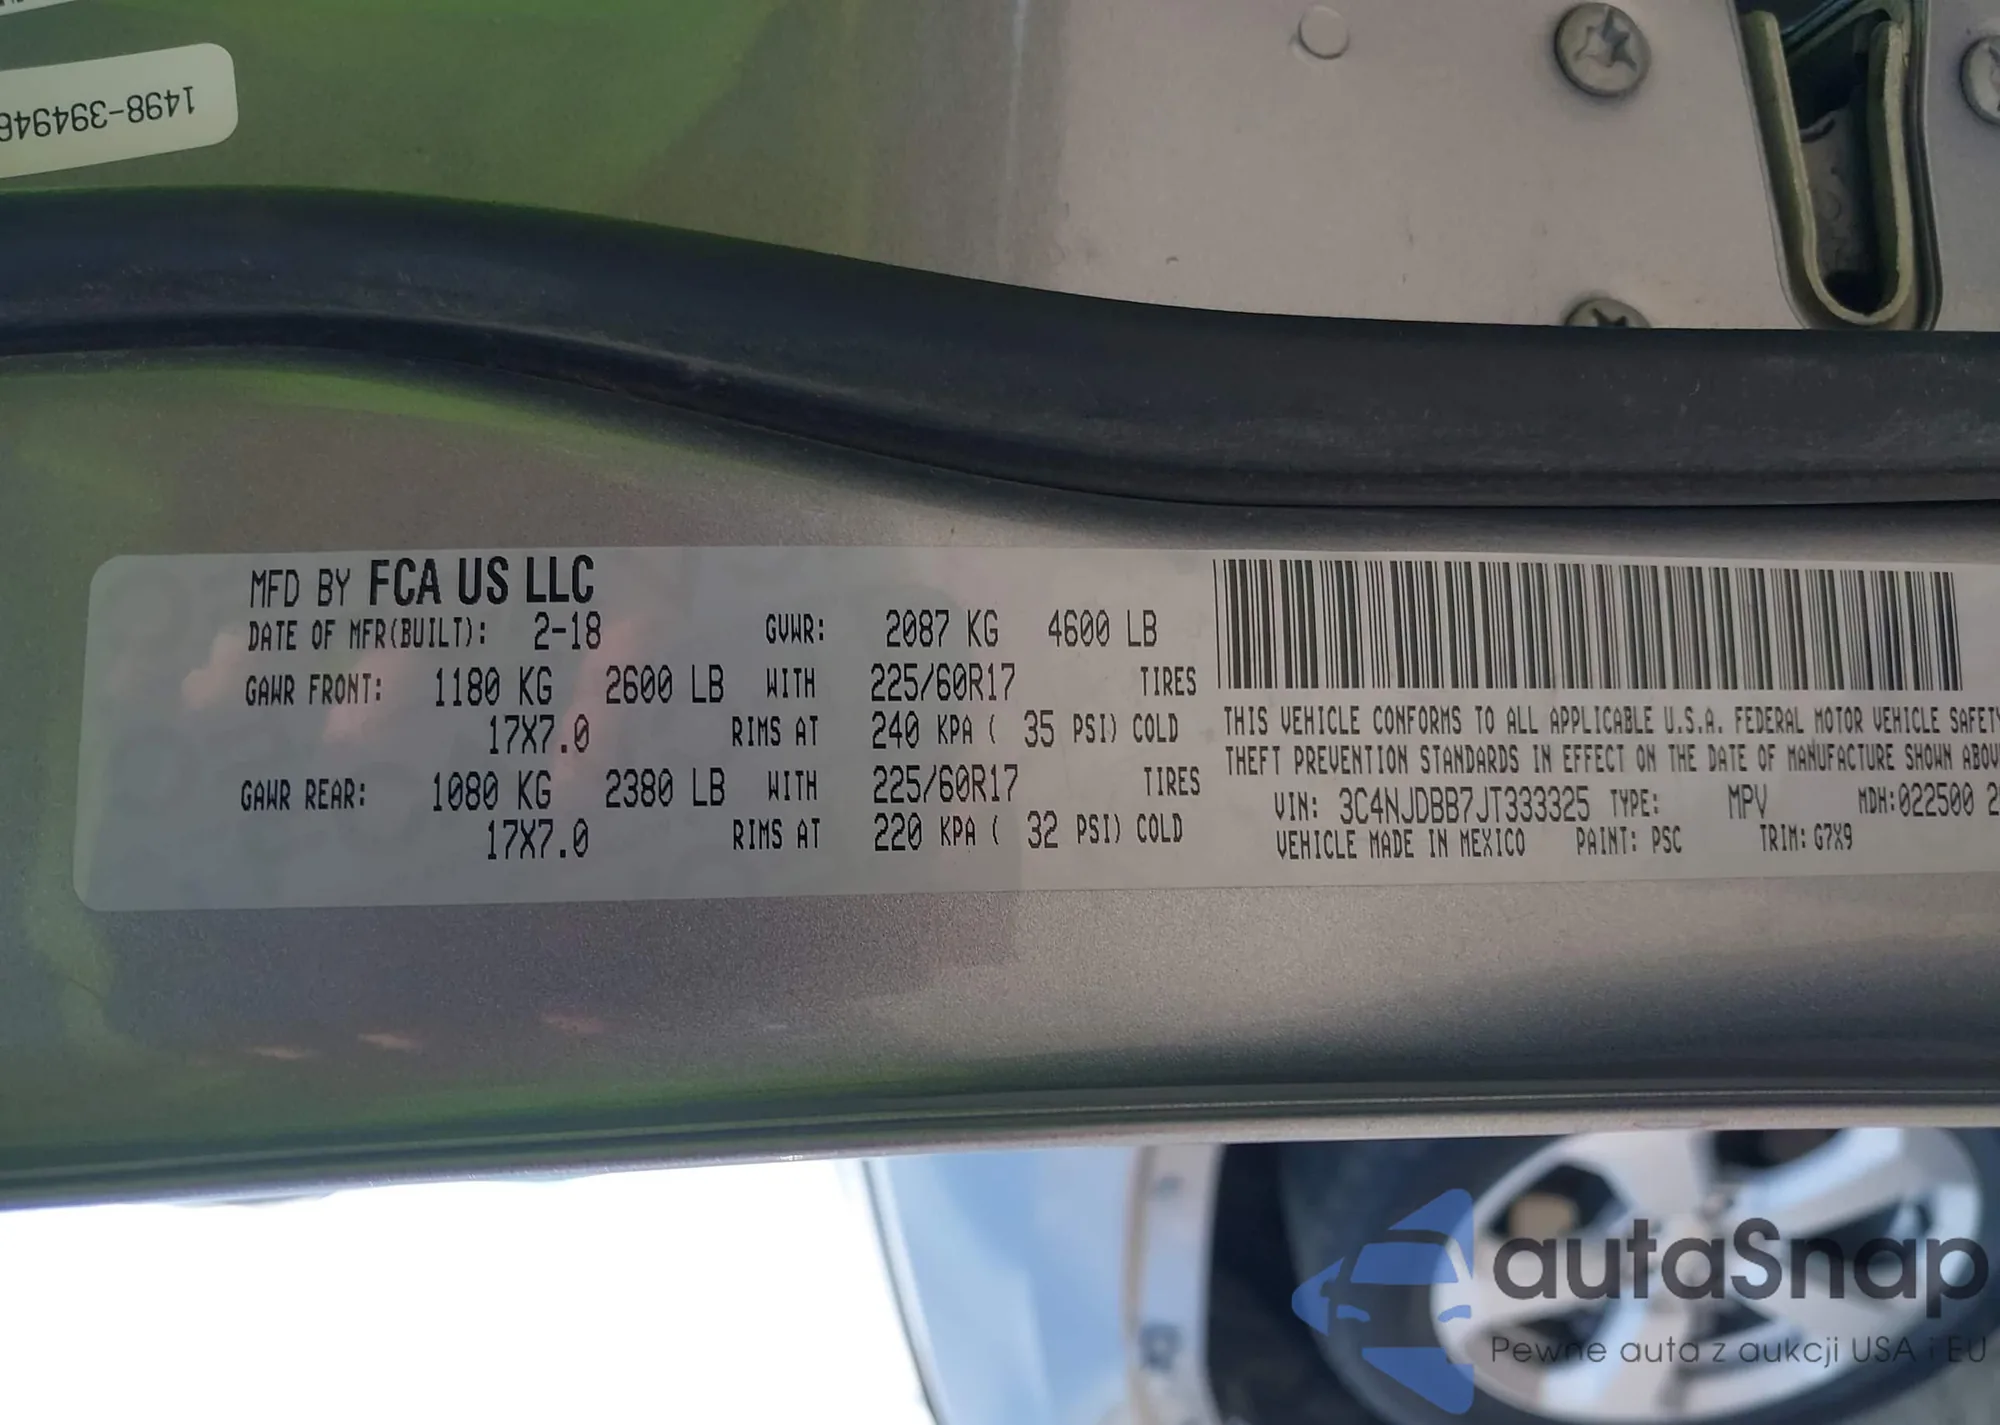 1498-394946
MFD BY FCA US LLC
DATE OF MFR(BUILT): 2-18 GVWR: 2087 KG 4600 LB
GAWR FRONT: 1180 KG 2600 LB WITH 225/60R17 TIRES
17X7.0 RIMS AT 240 KPA ( 35 PSI) COLD
GAWR REAR: 1080 KG 2380 LB WITH 225/60R17 TIRES
17X7.0 RIMS AT 220 KPA ( 32 PSI) COLD
THIS VEHICLE CONFORMS TO ALL APPLICABLE U.S.A. FEDERAL MOTOR VEHICLE SAFETY
THEFT PREVENTION STANDARDS IN EFFECT ON THE DATE OF MANUFACTURE SHOWN ABOV
VIN: 3C4NJDBB7JT333325 TYPE: MPV MDH:022500 2
VEHICLE MADE IN MEXICO PAINT: PSC TRIM: G7X9
autaSnap
Pewne auta z aukcji USA i EU